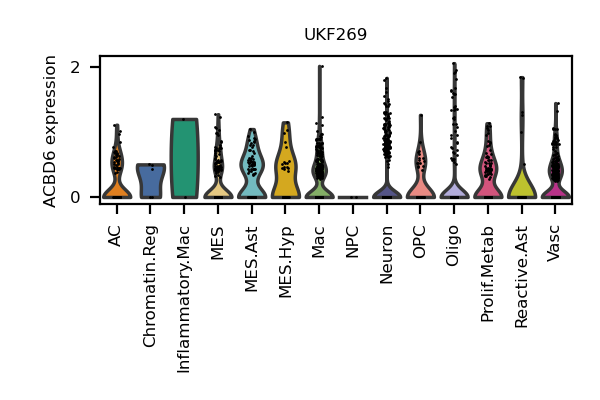 UKF269
ACBD6 expression
2
0
AC
Chromatin.Reg
Inflammatory.Mac
MES
MES.Ast
MES.Hyp
Mac
NPC
Neuron
OPC
Oligo
Prolif.Metab
Reactive.Ast
Vasc